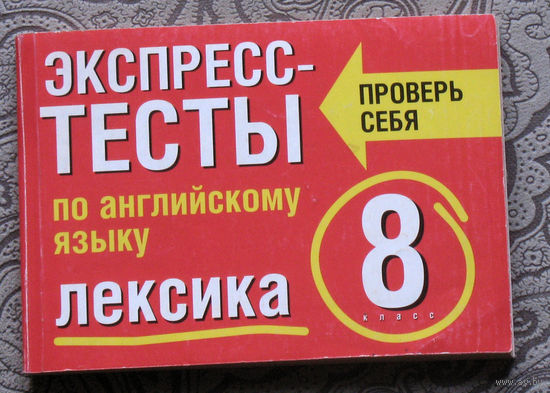 ЭКСПРЕСС-
ТЕСТЫ
ПРОВЕРЬ
СЕБЯ
по английскому
языку
лексика
8
класс